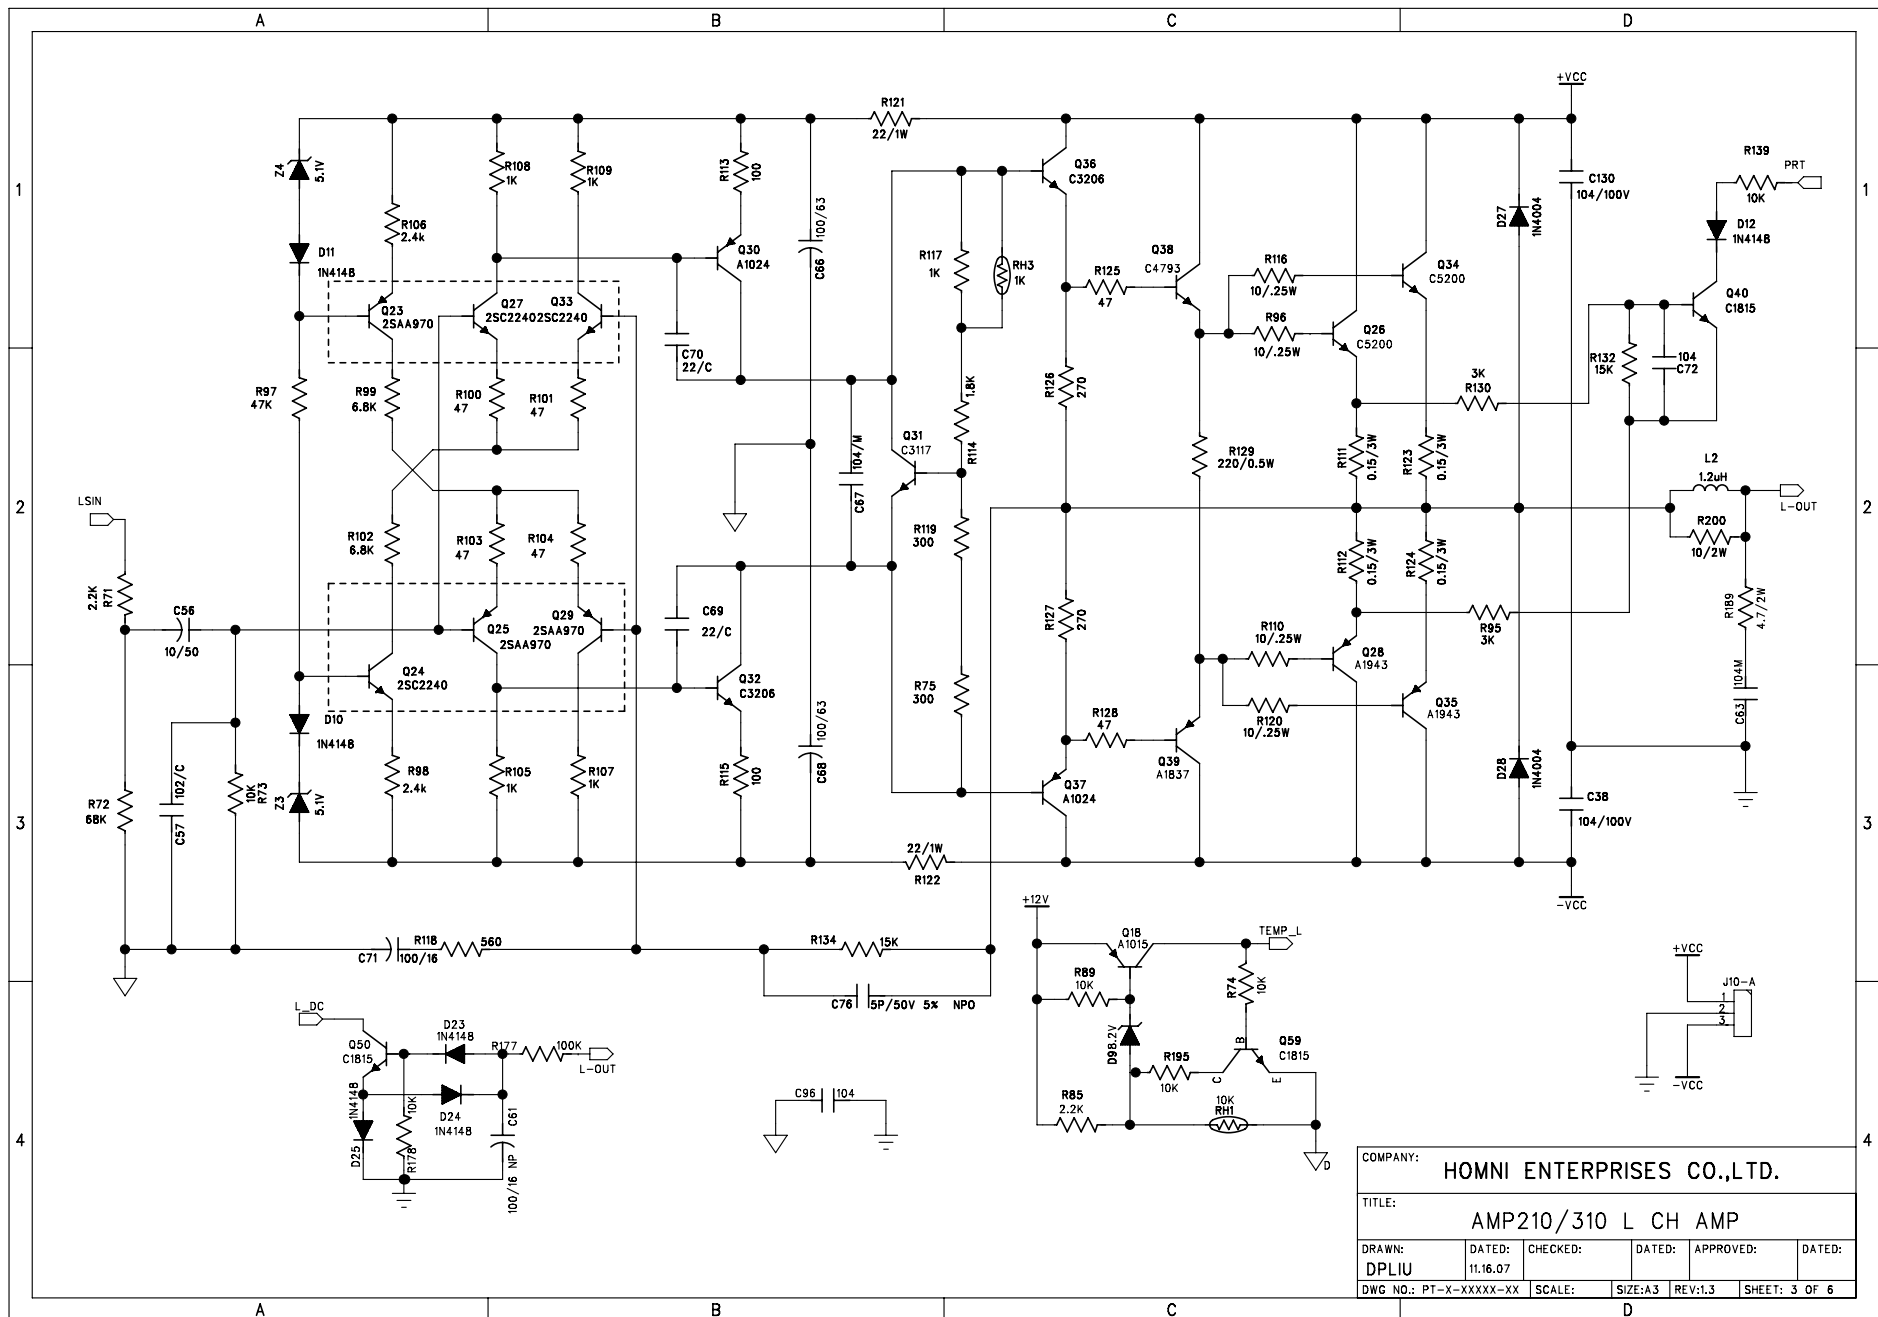 A B C D
+VCC
R121
22/1W
Z4
5.1V
R108
1K
R109
1K
R113
100
Q36
C3206
R139
PRT
10K
1
1
C130
104/100V
100/63
C66
D27
1N4004
D12
1N4148
R106
2.4k
D11
1N4148
Q30
A1024
R117
1K
RH3
1K
Q38
C4793
R125
47
R116
10/.25W
Q34
C5200
Q23
2SAA970
Q27
2SC2240
Q33
2SC2240
R96
10/.25W
Q26
C5200
Q40
C1815
C70
22/C
R132
15K
104
C72
R97
47K
R99
6.8K
R100
47
R101
47
R126
270
1.8K
R114
3K
R130
Q31
C3117
104/M
C67
R129
220/0.5W
R111
0.15/3W
R123
0.15/3W
L2
1.2uH
L-OUT
LSIN
2
2
R102
6.8K
R103
47
R104
47
R119
300
R112
0.15/3W
R124
0.15/3W
R200
10/2W
2.2K
R71
C56
10/50
Q25
2SAA970
Q29
2SAA970
C69
22/C
R127
270
R110
10/.25W
Q28
A1943
R95
3K
R189
4.7/2W
Q24
2SC2240
Q32
C3206
R75
300
R128
47
R120
10/.25W
Q35
A1943
104M
C63
D10
1N4148
100/63
C68
Q39
A1837
D28
1N4004
R72
68K
102/C
C57
10K
R73
Z3
5.1V
R98
2.4k
R105
1K
R107
1K
R115
100
Q37
A1024
C38
104/100V
3
3
22/1W
R122
-VCC
+12V
Q18
A1015
TEMP_L
C71
100/16
R118
560
R134
15K
C76
5P/50V 5% NPO
R89
10K
R74
10K
+VCC
J10-A
1
2
3
-VCC
L_DC
Q50
C1815
D23
1N4148
R177
100K
L-OUT
D98.2V
R195
10K
B
C
E
Q59
C1815
1N4148
D25
10K
R178
D24
1N4148
C61
100/16 NP
C96
104
R85
2.2K
10K
RH1
D
4
4
COMPANY:
HOMNI ENTERPRISES CO.,LTD.
TITLE:
AMP210/310 L CH AMP
DRAWN: DATED: CHECKED: DATED: APPROVED: DATED:
DPLIU 11.16.07
DWG NO.: PT-X-XXXXX-XX SCALE: SIZE:A3 REV:1.3 SHEET: 3 OF 6
A B C D